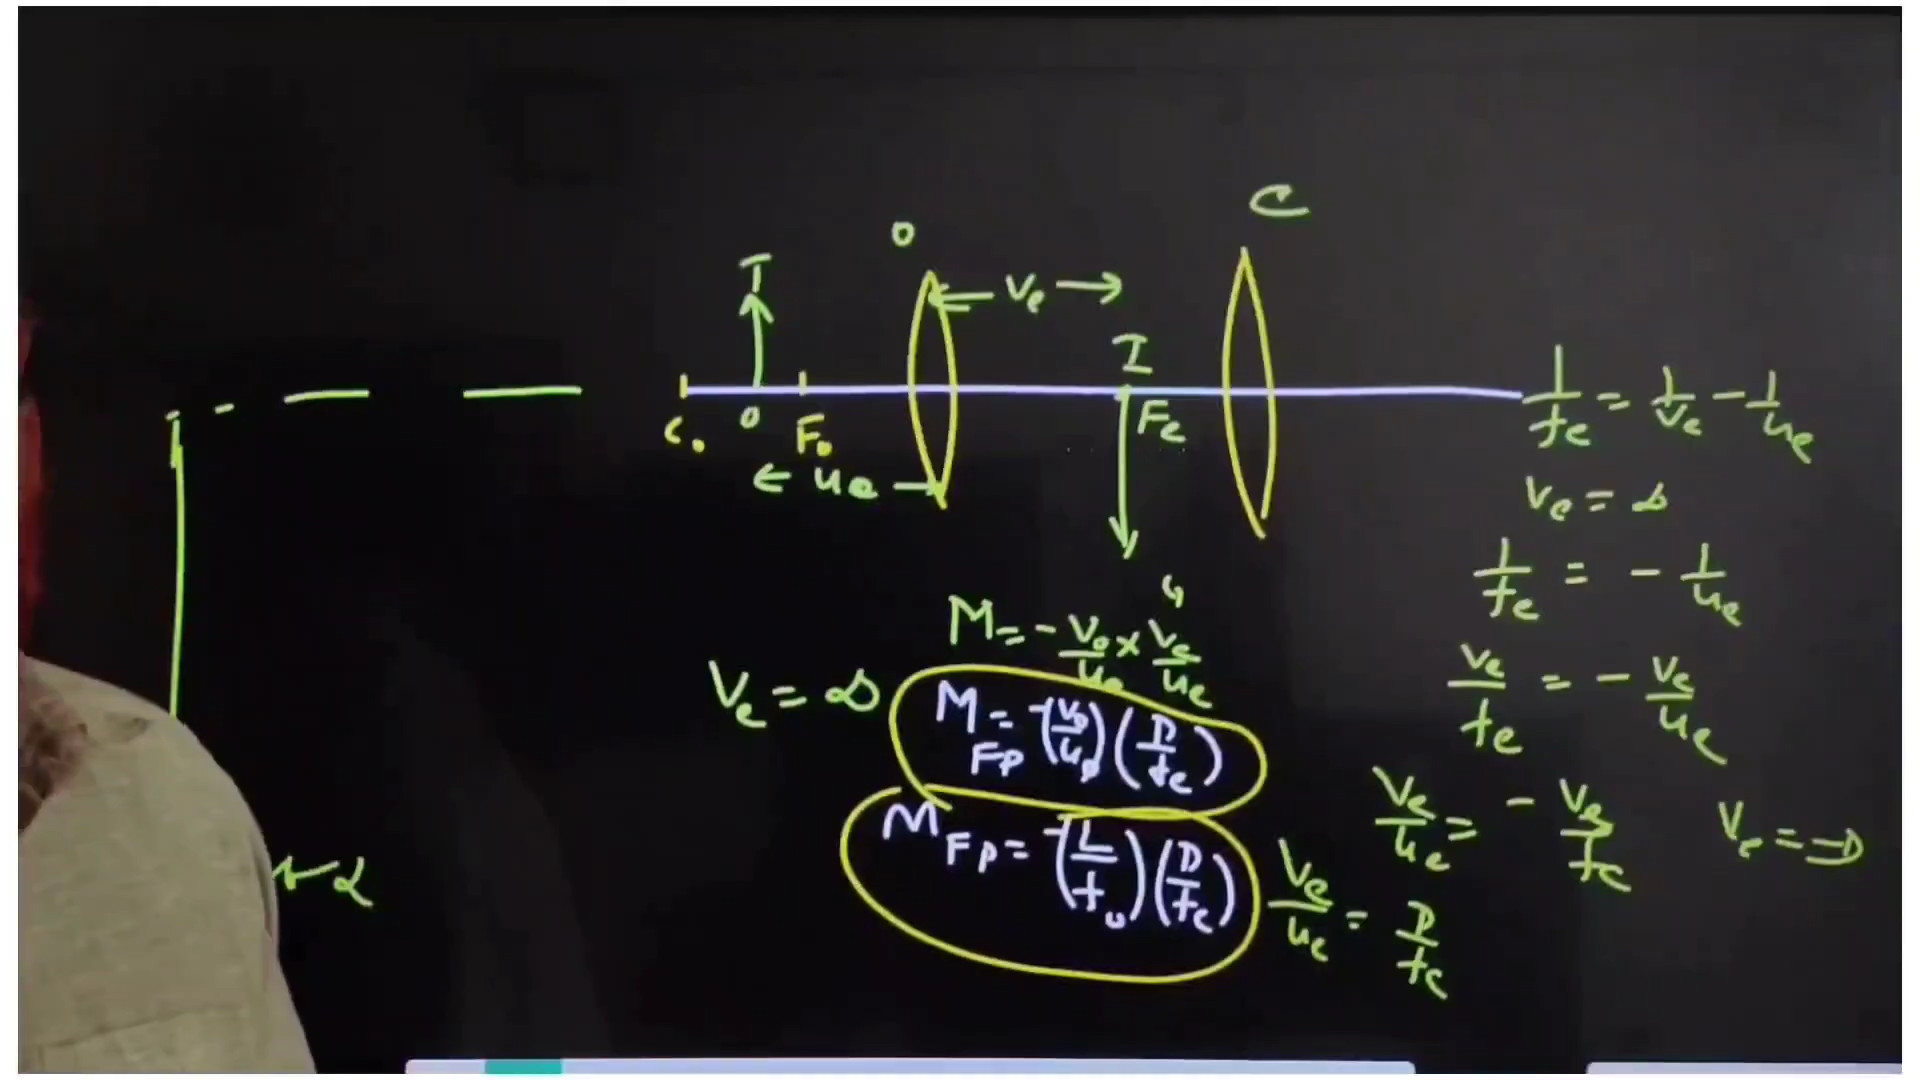 C
O
T
← Ve →
I
C₀ O F₀
Fe
← ue →
1/fe = 1/ve - 1/ue
Ve = ∞
1/fe = - 1/ue
M = - V₀/u₀ × Ve/ue
Ve = ∞
M FP = -(V₀/u₀)(D/fe)
ve/fe = - ve/ue
M FP = -(L/f₀)(D/fe)
Ve/ue = - Ve/fe
Ve = -D
Ve/ue = D/fe